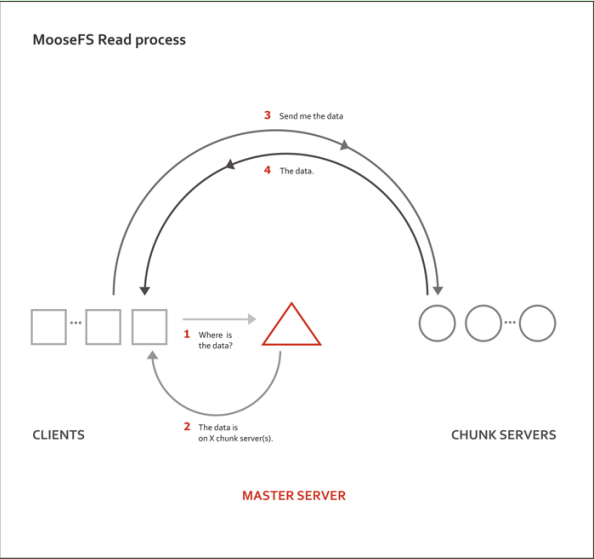 MooseFS Read process
3 Send me the data
4 The data.
...
...
1 Where is
the data?
2 The data is
on X chunk server(s).
CLIENTS
CHUNK SERVERS
MASTER SERVER